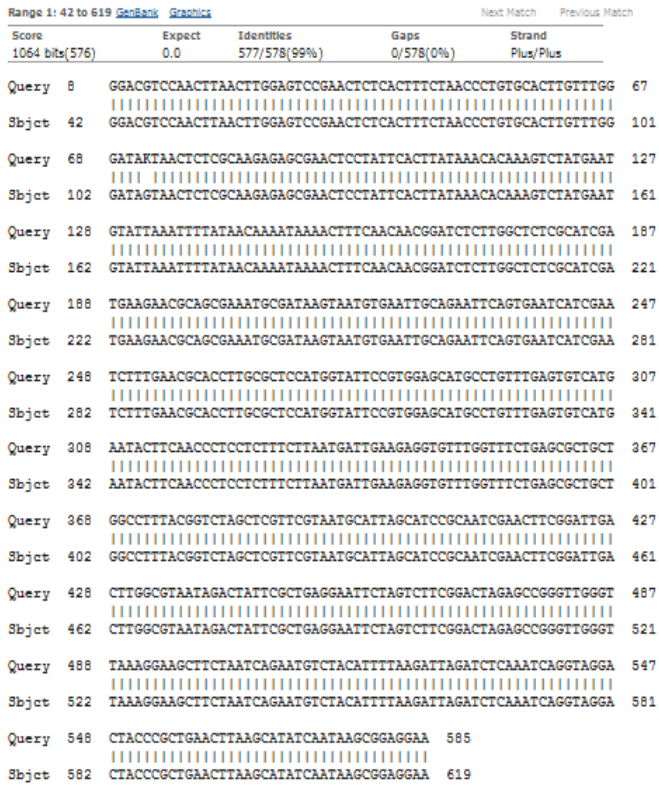 Range 1: 42 to 619 GenBank Graphics Next Match Previous Match
Score Expect Identities Gaps Strand
1064 bits(576) 0.0 577/578(99%) 0/578(0%) Plus/Plus
Query 8 GGACGTCCAACTTAACTTGGAGTCCGAACTCTCACTTTCTAACCCTGTGCACTTGTTTGG 67
Sbjct 42 GGACGTCCAACTTAACTTGGAGTCCGAACTCTCACTTTCTAACCCTGTGCACTTGTTTGG 101
Query 68 GATAKTAACTCTCGCAAGAGAGCGAACTCCTATTCACTTATAAACACAAAGTCTATGAAT 127
Sbjct 102 GATAGTAACTCTCGCAAGAGAGCGAACTCCTATTCACTTATAAACACAAAGTCTATGAAT 161
Query 128 GTATTAAATTTTATAACAAAATAAAACTTTCAACAACGGATCTCTTGGCTCTCGCATCGA 187
Sbjct 162 GTATTAAATTTTATAACAAAATAAAACTTTCAACAACGGATCTCTTGGCTCTCGCATCGA 221
Query 188 TGAAGAACGCAGCGAAATGCGATAAGTAATGTGAATTGCAGAATTCAGTGAATCATCGAA 247
Sbjct 222 TGAAGAACGCAGCGAAATGCGATAAGTAATGTGAATTGCAGAATTCAGTGAATCATCGAA 281
Query 248 TCTTTGAACGCACCTTGCGCTCCATGGTATTCCGTGGAGCATGCCTGTTTGAGTGTCATG 307
Sbjct 282 TCTTTGAACGCACCTTGCGCTCCATGGTATTCCGTGGAGCATGCCTGTTTGAGTGTCATG 341
Query 308 AATACTTCAACCCTCCTCTTTCTTAATGATTGAAGAGGTGTTTGGTTTCTGAGCGCTGCT 367
Sbjct 342 AATACTTCAACCCTCCTCTTTCTTAATGATTGAAGAGGTGTTTGGTTTCTGAGCGCTGCT 401
Query 368 GGCCTTTACGGTCTAGCTCGTTCGTAATGCATTAGCATCCGCAATCGAACTTCGGATTGA 427
Sbjct 402 GGCCTTTACGGTCTAGCTCGTTCGTAATGCATTAGCATCCGCAATCGAACTTCGGATTGA 461
Query 428 CTTGGCGTAATAGACTATTCGCTGAGGAATTCTAGTCTTCGGACTAGAGCCGGGTTGGGT 487
Sbjct 462 CTTGGCGTAATAGACTATTCGCTGAGGAATTCTAGTCTTCGGACTAGAGCCGGGTTGGGT 521
Query 488 TAAAGGAAGCTTCTAATCAGAATGTCTACATTTTAAGATTAGATCTCAAATCAGGTAGGA 547
Sbjct 522 TAAAGGAAGCTTCTAATCAGAATGTCTACATTTTAAGATTAGATCTCAAATCAGGTAGGA 581
Query 548 CTACCCGCTGAACTTAAGCATATCAATAAGCGGAGGAA 585
Sbjct 582 CTACCCGCTGAACTTAAGCATATCAATAAGCGGAGGAA 619